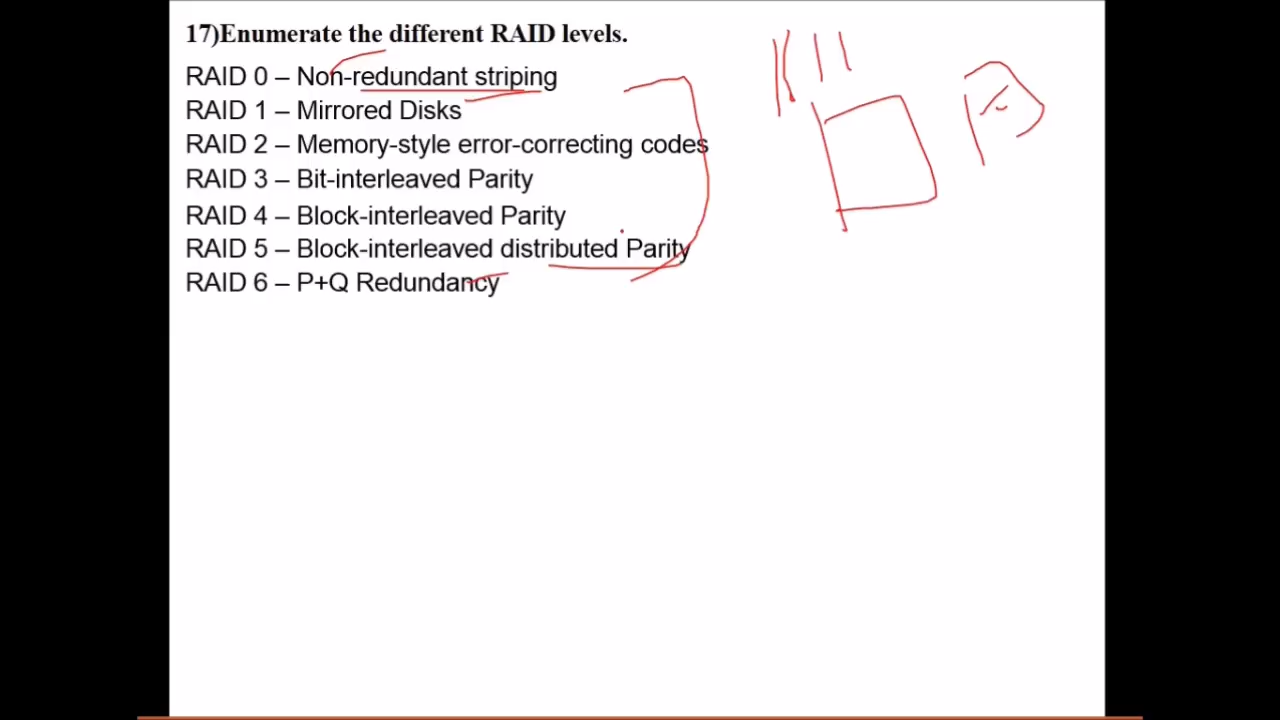 17)Enumerate the different RAID levels.
RAID 0 – Non-redundant striping
RAID 1 – Mirrored Disks
RAID 2 – Memory-style error-correcting codes
RAID 3 – Bit-interleaved Parity
RAID 4 – Block-interleaved Parity
RAID 5 – Block-interleaved distributed Parity
RAID 6 – P+Q Redundancy